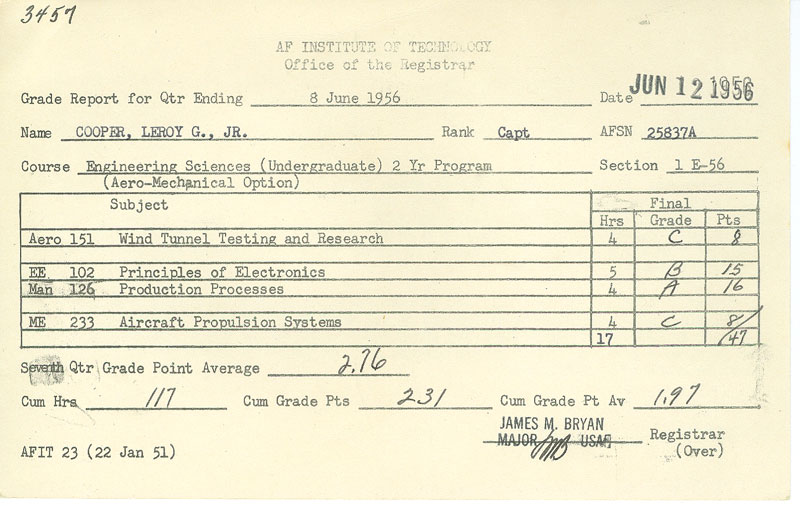 3457
AF INSTITUTE OF TECHNOLOGY
Office of the Registrar
Grade Report for Qtr Ending 8 June 1956 Date JUN 12 1956
Name COOPER, LEROY G., JR. Rank Capt AFSN 25837A
Course Engineering Sciences (Undergraduate) 2 Yr Program Section 1 E-56
(Aero-Mechanical Option)
Subject Final
Hrs Grade Pts
Aero 151 Wind Tunnel Testing and Research 4 C 8
EE 102 Principles of Electronics 5 B 15
Man 126 Production Processes 4 A 16
ME 233 Aircraft Propulsion Systems 4 C 8
17 47
Seventh Qtr Grade Point Average 2.76
Cum Hrs 117 Cum Grade Pts 231 Cum Grade Pt Av 1.97
JAMES M. BRYAN
MAJOR JMB USAF Registrar
AFIT 23 (22 Jan 51) (Over)